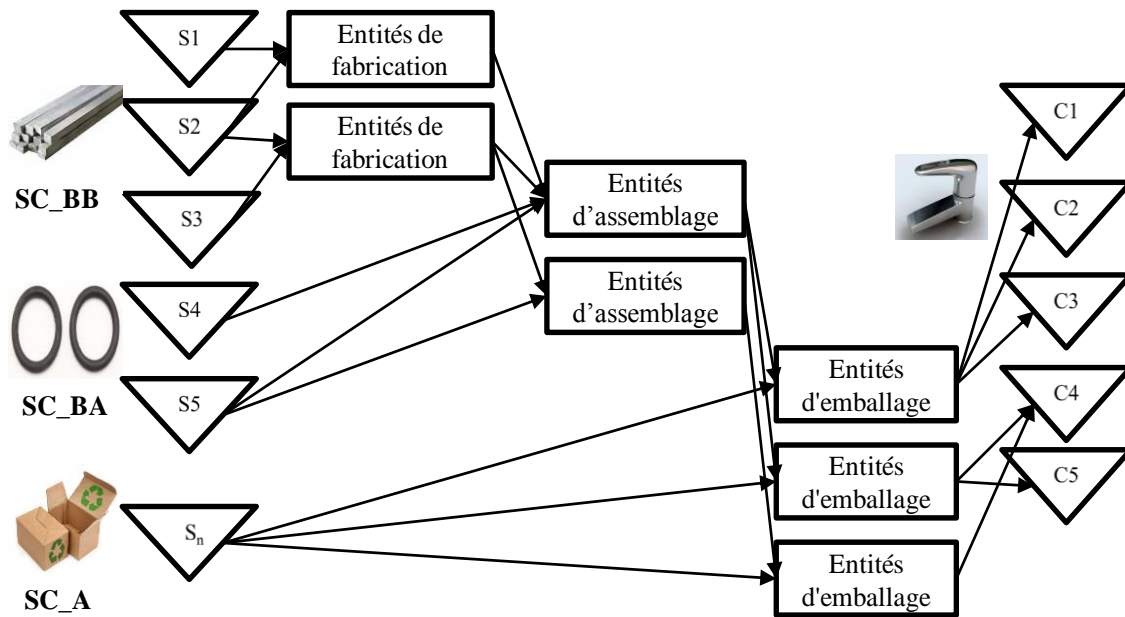 S1
S2
SC_BB
S3
S4
SC_BA
S5
Sn
SC_A
Entités de
fabrication
Entités de
fabrication
Entités
d’assemblage
Entités
d’assemblage
Entités
d'emballage
Entités
d'emballage
Entités
d'emballage
C1
C2
C3
C4
C5